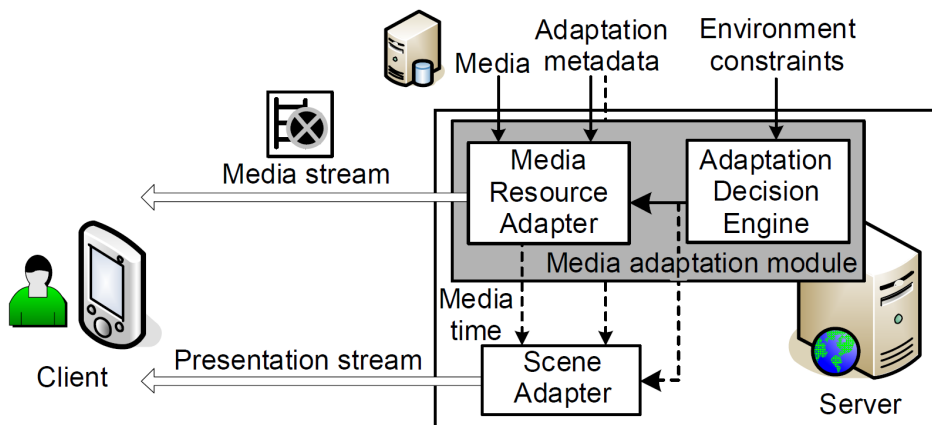 Media
Adaptation
metadata
Environment
constraints
Media stream
Media
Resource
Adapter
Adaptation
Decision
Engine
Media adaptation module
Media
time
Presentation stream
Scene
Adapter
Client
Server